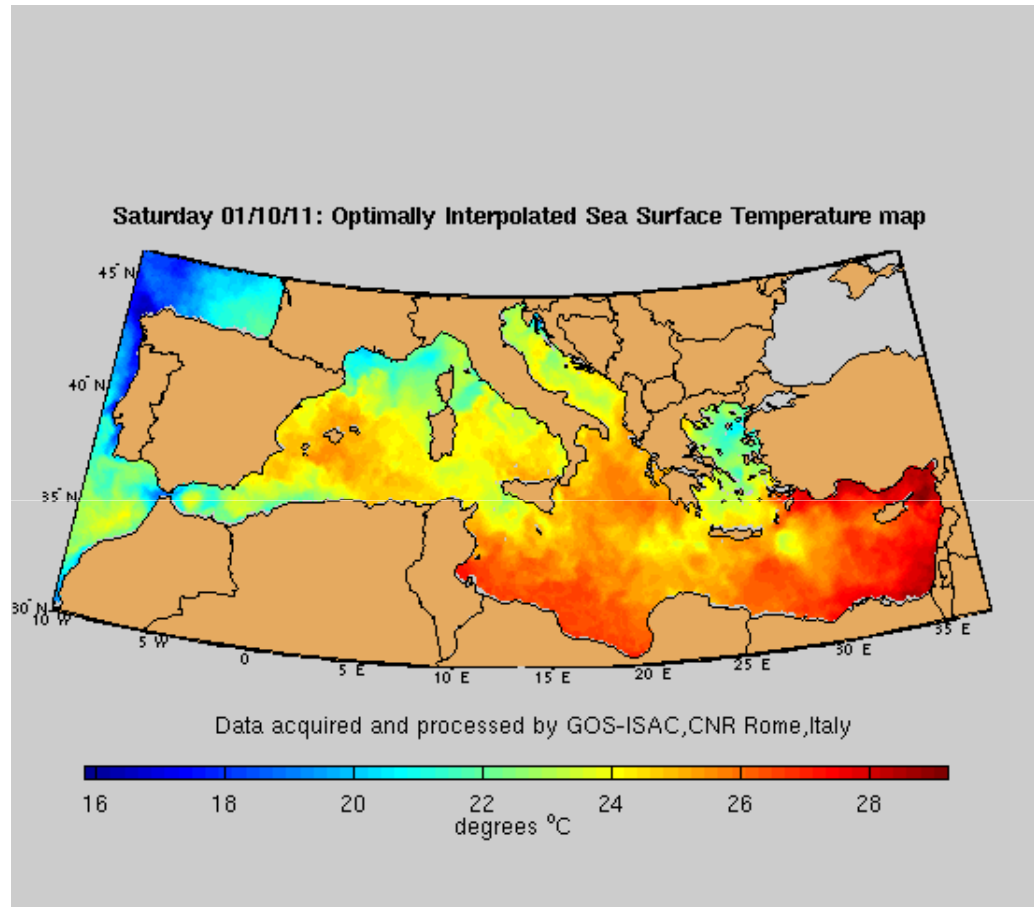 Saturday 01/10/11: Optimally Interpolated Sea Surface Temperature map
45° N
40° N
35° N
30° N
10 W
5 W
0
5 E
10 E
15 E
20 E
25 E
30 E
35 E
Data acquired and processed by GOS-ISAC,CNR Rome,Italy
16 18 20 22 24 26 28
degrees °C